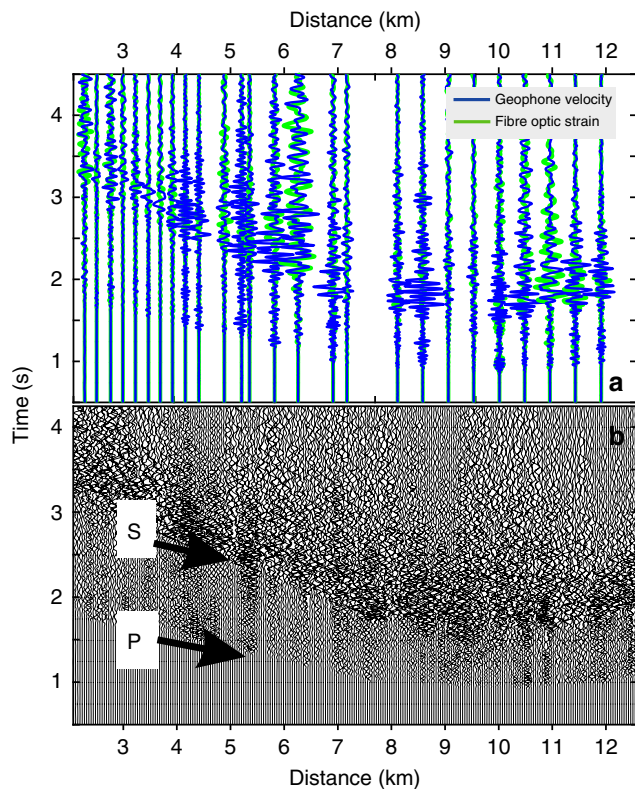 Distance (km)
3 4 5 6 7 8 9 10 11 12
4
3
2
1
Geophone velocity
Fibre optic strain
a
Time (s)
b
4
3
2
1
S
P
3 4 5 6 7 8 9 10 11 12
Distance (km)